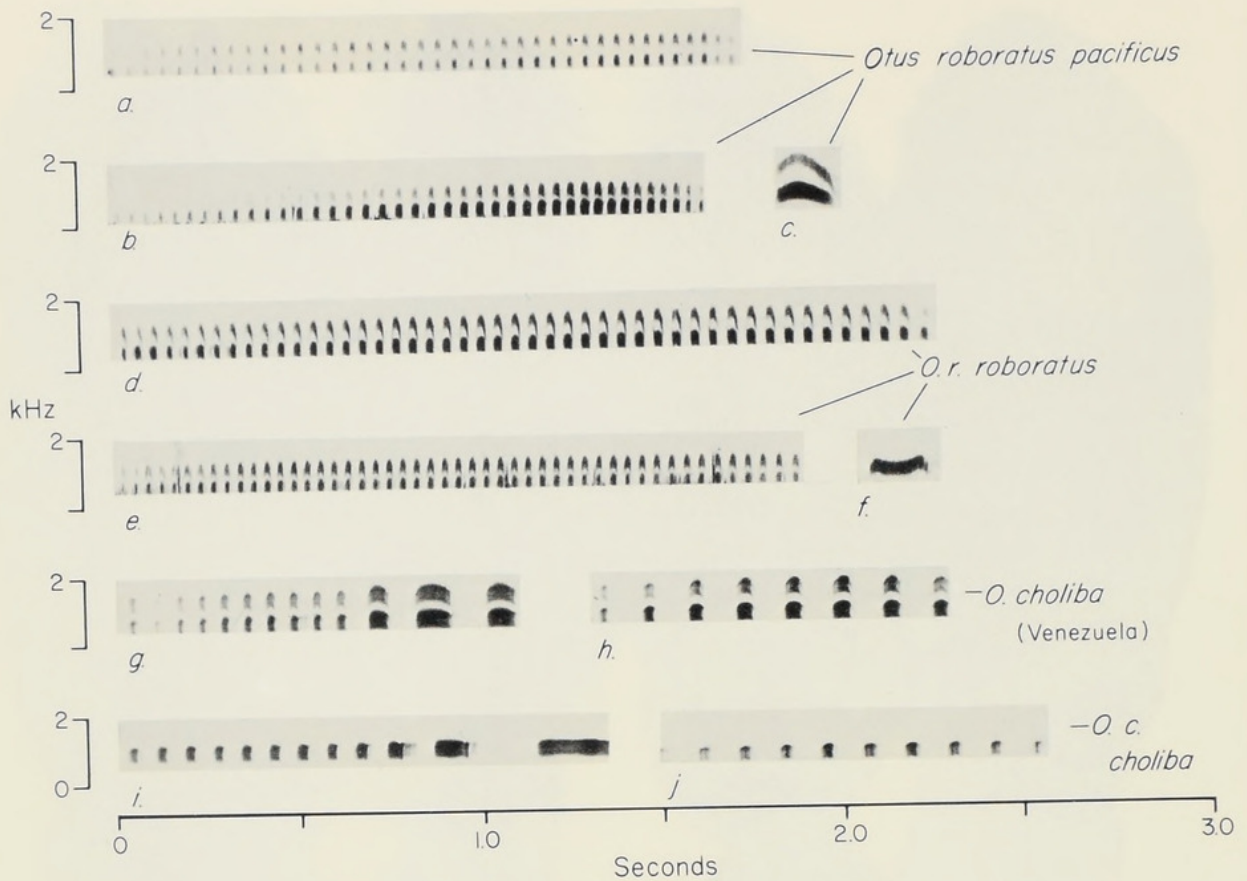 2
a.
Otus roboratus pacificus
2
b.
c.
2
d.
O. r. roboratus
kHz
2
e.
f.
2
g.
h.
O. choliba
(Venezuela)
2
0
i.
j
O. c.
choliba
0
1.0
2.0
3.0
Seconds